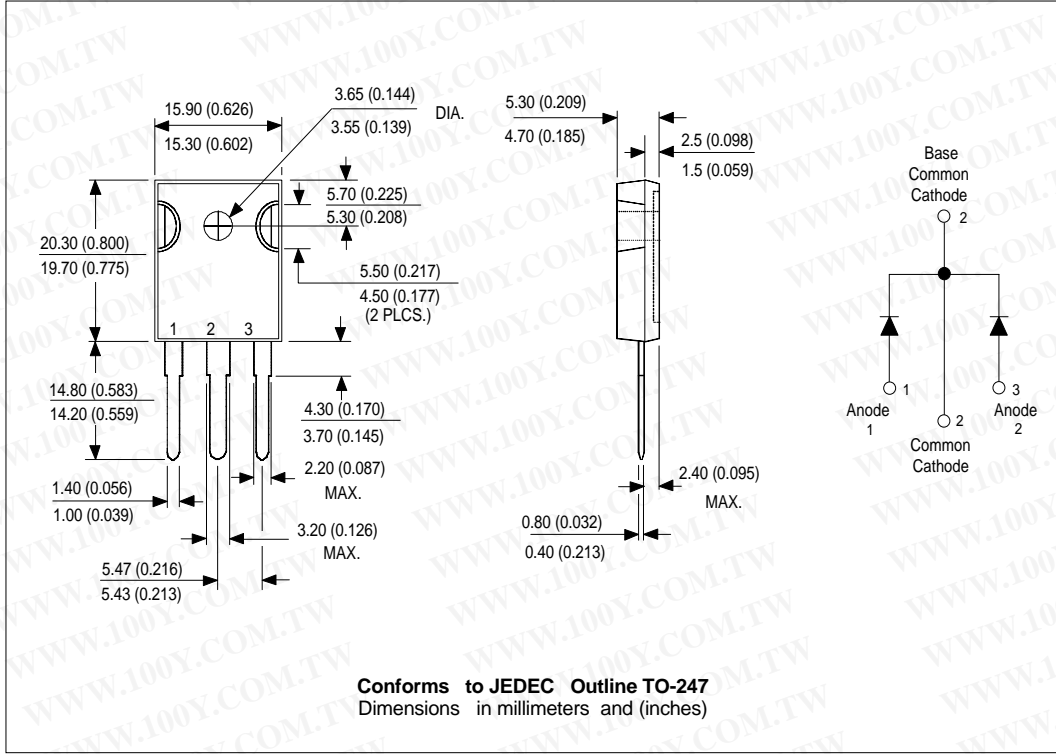 15.90 (0.626)
15.30 (0.602)
3.65 (0.144)
3.55 (0.139)
DIA.
5.30 (0.209)
4.70 (0.185)
2.5 (0.098)
1.5 (0.059)
5.70 (0.225)
5.30 (0.208)
20.30 (0.800)
19.70 (0.775)
5.50 (0.217)
4.50 (0.177)
(2 PLCS.)
1 2 3
14.80 (0.583)
14.20 (0.559)
4.30 (0.170)
3.70 (0.145)
2.20 (0.087)
MAX.
1.40 (0.056)
1.00 (0.039)
3.20 (0.126)
MAX.
5.47 (0.216)
5.43 (0.213)
2.40 (0.095)
MAX.
0.80 (0.032)
0.40 (0.213)
Base
Common
Cathode
2
1
Anode
1
3
Anode
2
2
Common
Cathode
Conforms to JEDEC Outline TO-247
Dimensions in millimeters and (inches)
WWW.100Y.COM.TW